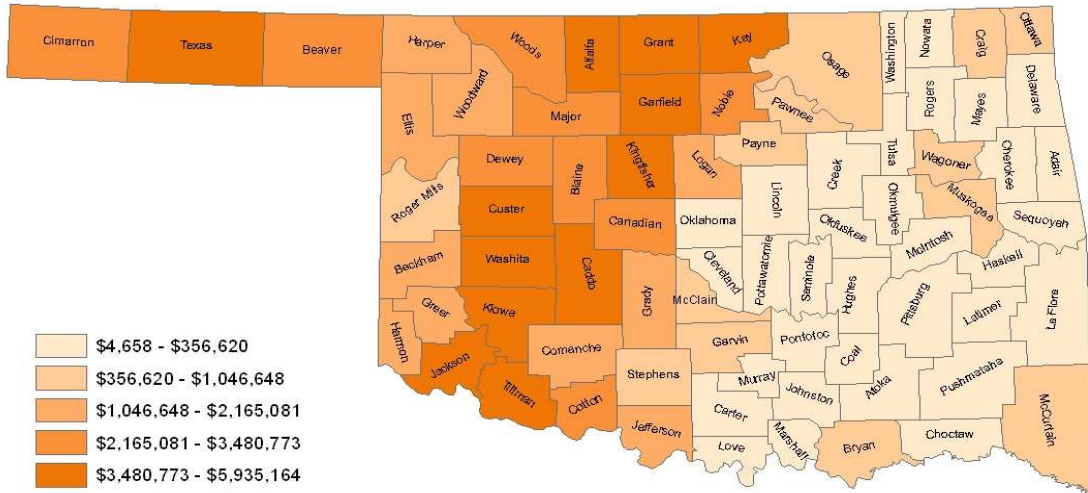 Cimarron
Texas
Beaver
Harper
Woods
Alfalfa
Grant
Kay
Osage
Washington
Nowata
Craig
Ottawa
Ellis
Woodward
Major
Garfield
Noble
Pawnee
Rogers
Mayes
Delaware
Dewey
Blaine
Kingfisher
Logan
Payne
Creek
Tulsa
Wagoner
Cherokee
Adair
Roger Mills
Custer
Canadian
Oklahoma
Lincoln
Okfuskee
Okmulgee
Muskogee
Sequoyah
McIntosh
Beckham
Washita
Caddo
Grady
Cleveland
McClain
Pottawatomie
Seminole
Hughes
Pittsburg
Haskell
Latimer
La Flora
Harmon
Greer
Kiowa
Comanche
Garvin
Pontotoc
Coal
Jackson
Tillman
Cotton
Stephens
Murray
Johnston
Atoka
Pushmataha
McCurtain
Jefferson
Carter
Love
Marshall
Bryan
Choctaw
$4,658 - $356,620
$356,620 - $1,046,648
$1,046,648 - $2,165,081
$2,165,081 - $3,480,773
$3,480,773 - $5,935,164